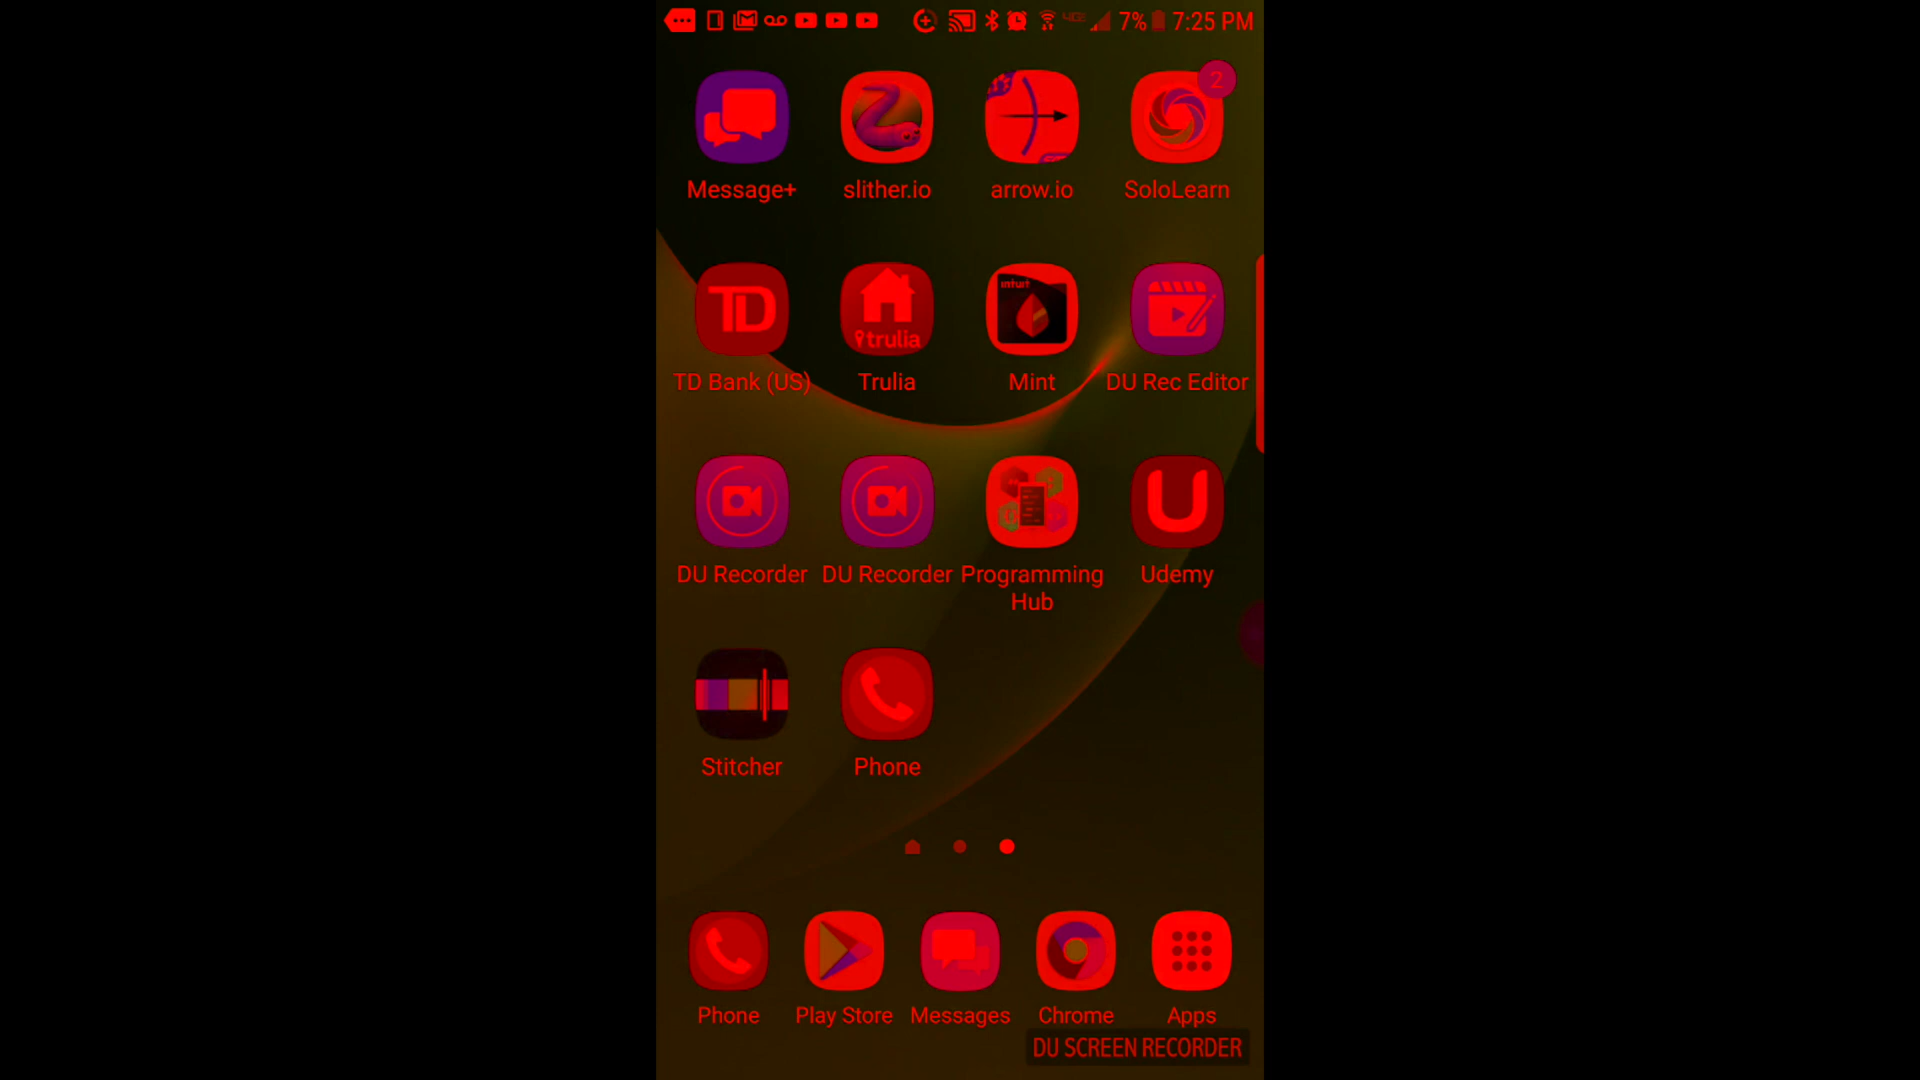 7% 7:25 PM
2
Message+ slither.io arrow.io SoloLearn
intuit
TD trulia
TD Bank (US) Trulia Mint DU Rec Editor
U
DU Recorder DU Recorder Programming Udemy
Hub
Stitcher Phone
Phone Play Store Messages Chrome Apps
DU SCREEN RECORDER